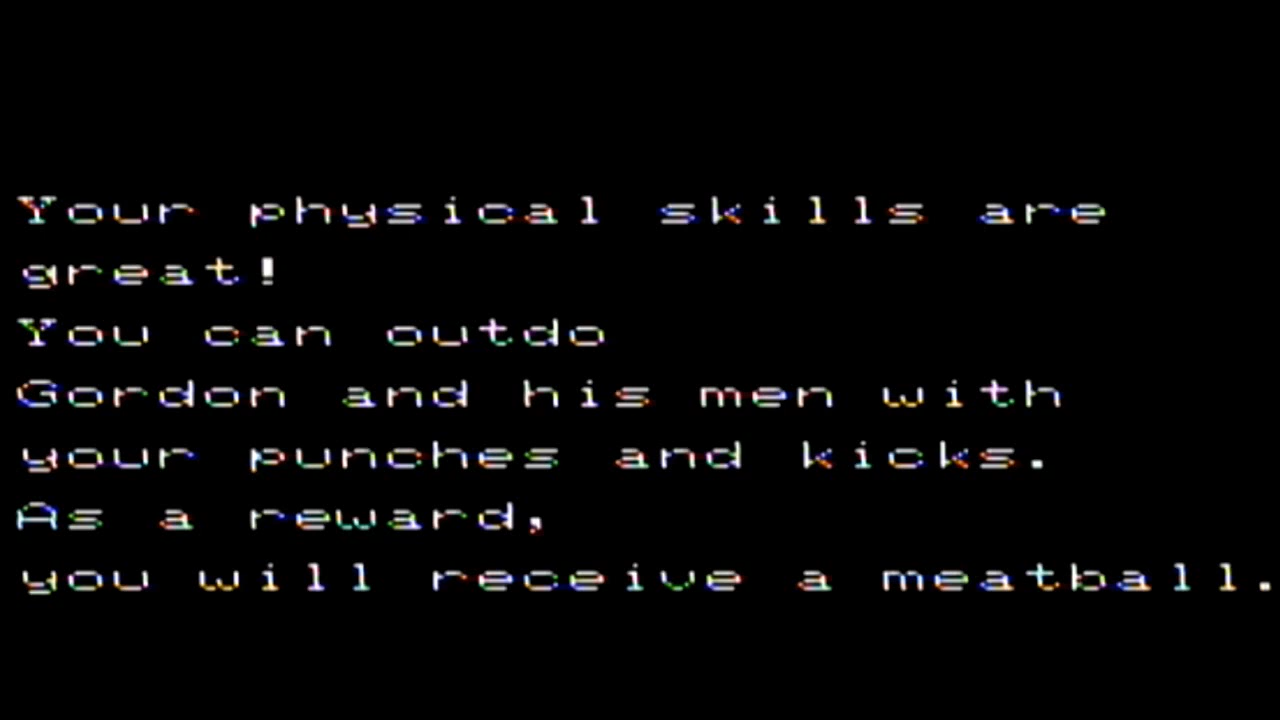 Your physical skills are
great!
You can outdo
Gordon and his men with
your punches and kicks.
As a reward,
you will receive a meatball.